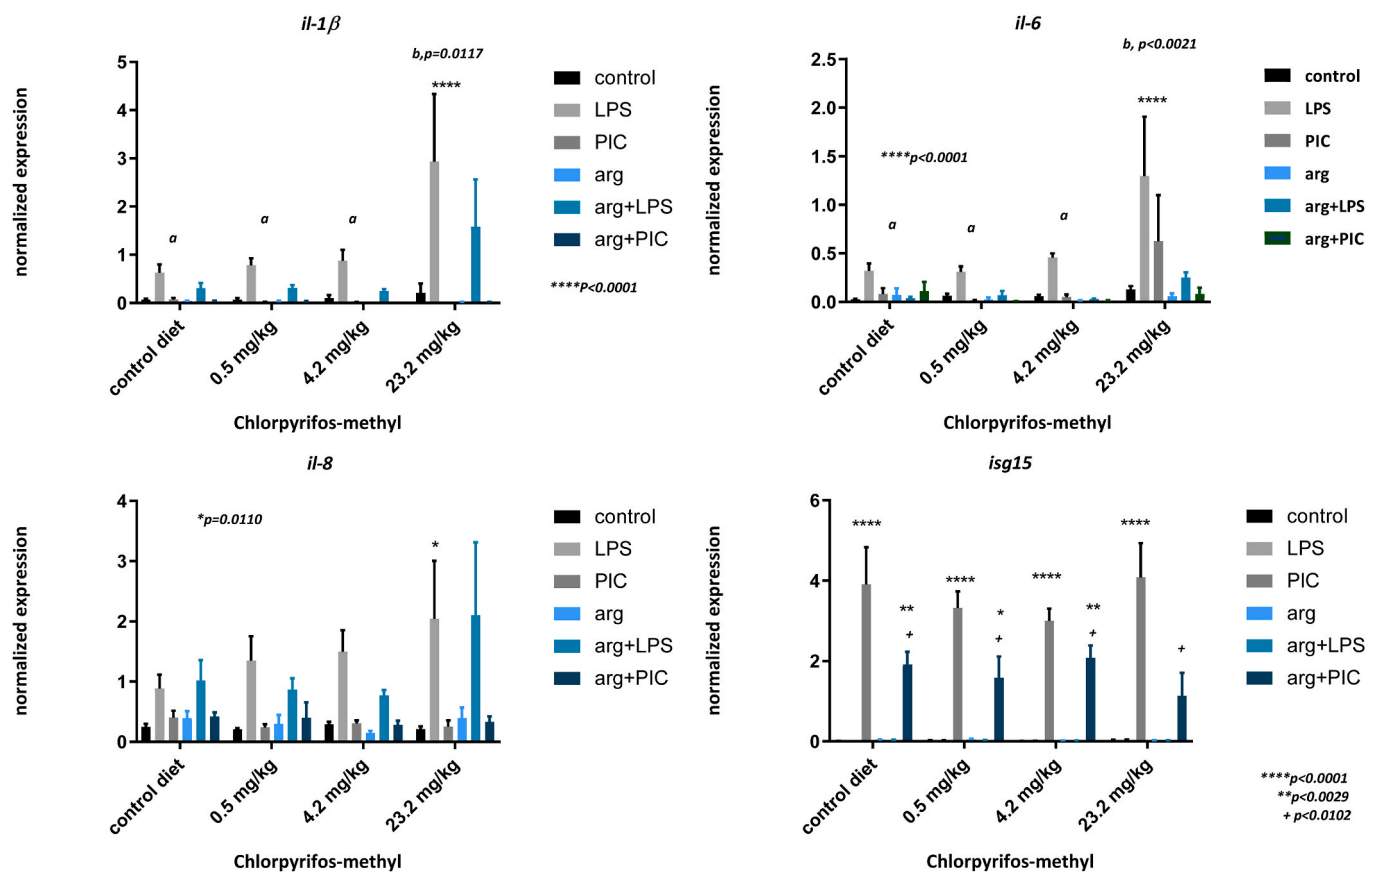 il-1β
b,p=0.0117
****
a
a
a
5
4
3
2
1
0
normalized expression
control diet
0.5 mg/kg
4.2 mg/kg
23.2 mg/kg
Chlorpyrifos-methyl
control
LPS
PIC
arg
arg+LPS
arg+PIC
****P<0.0001
il-6
b, p<0.0021
****
****p<0.0001
a
a
a
2.5
2.0
1.5
1.0
0.5
0.0
normalized expression
control diet
0.5 mg/kg
4.2 mg/kg
23.2 mg/kg
Chlorpyrifos-methyl
control
LPS
PIC
arg
arg+LPS
arg+PIC
il-8
*p=0.0110
*
4
3
2
1
0
normalized expression
control diet
0.5 mg/kg
4.2 mg/kg
23.2 mg/kg
Chlorpyrifos-methyl
control
LPS
PIC
arg
arg+LPS
arg+PIC
isg15
****
**
+
****
*
+
****
**
+
****
+
6
4
2
0
normalized expression
control diet
0.5 mg/kg
4.2 mg/kg
23.2 mg/kg
Chlorpyrifos-methyl
control
LPS
PIC
arg
arg+LPS
arg+PIC
****p<0.0001
**p<0.0029
+ p<0.0102